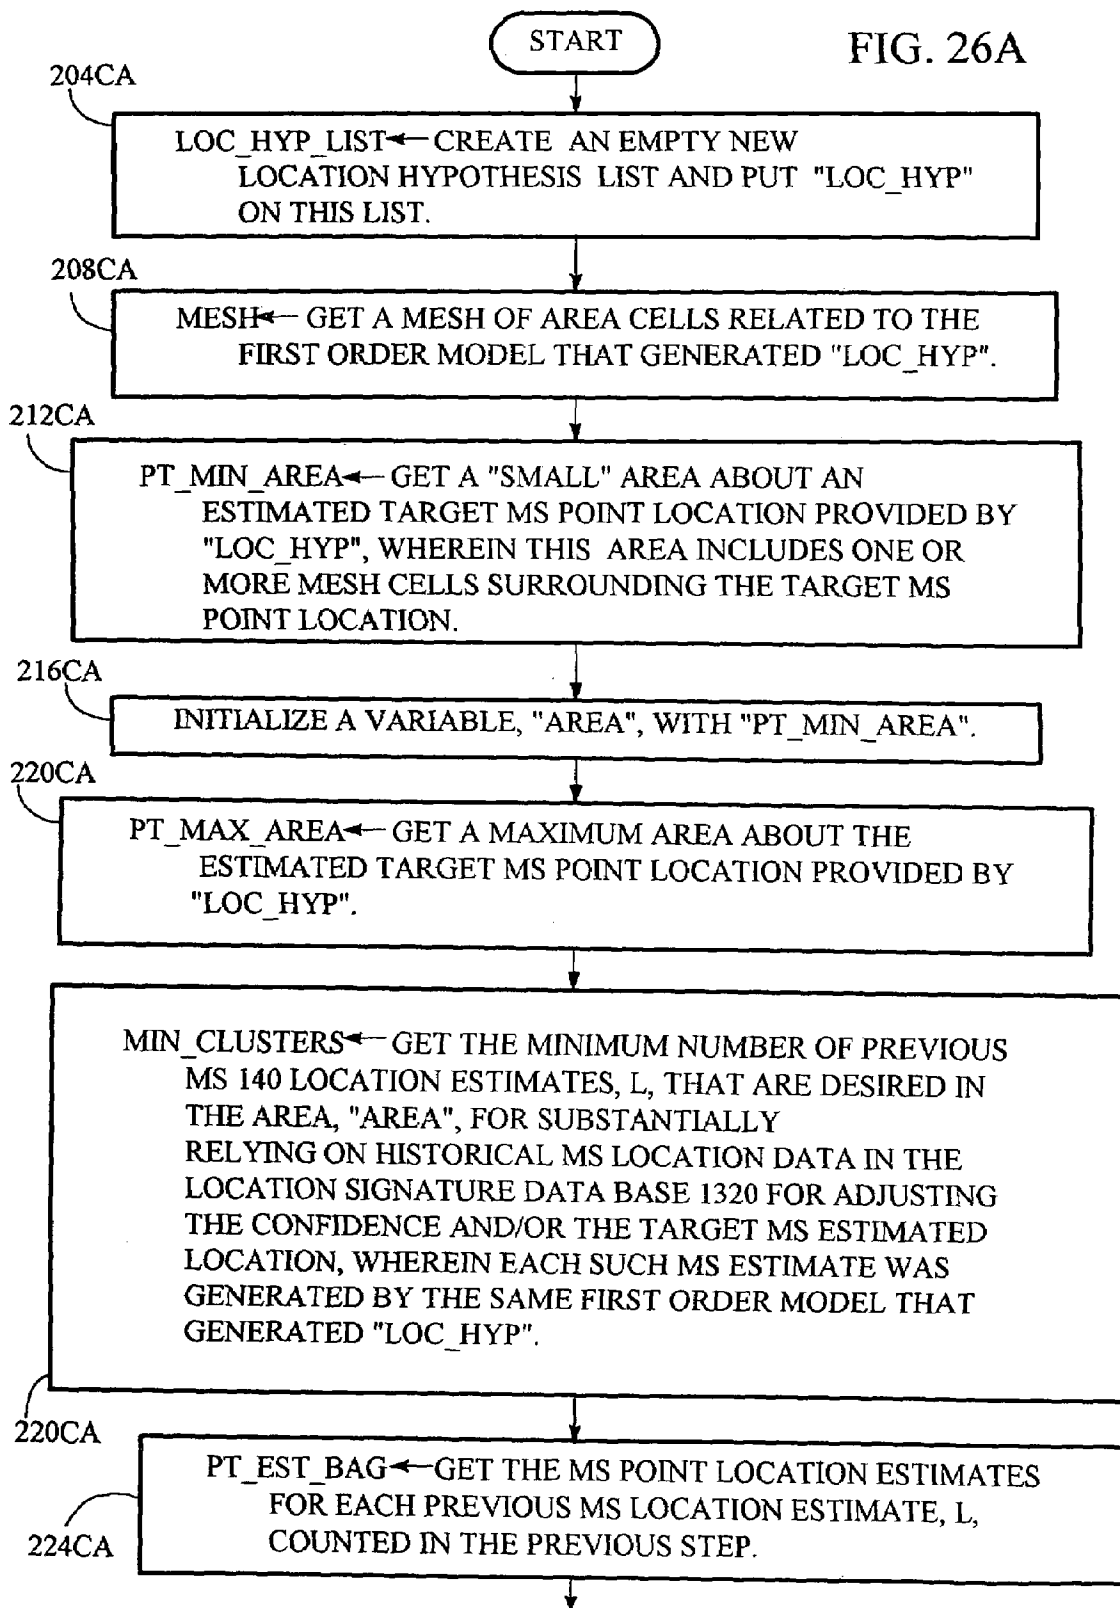 START
FIG. 26A
204CA
LOC_HYP_LIST← CREATE AN EMPTY NEW
LOCATION HYPOTHESIS LIST AND PUT "LOC_HYP"
ON THIS LIST.
208CA
MESH← GET A MESH OF AREA CELLS RELATED TO THE
FIRST ORDER MODEL THAT GENERATED "LOC_HYP".
212CA
PT_MIN_AREA← GET A "SMALL" AREA ABOUT AN
ESTIMATED TARGET MS POINT LOCATION PROVIDED BY
"LOC_HYP", WHEREIN THIS AREA INCLUDES ONE OR
MORE MESH CELLS SURROUNDING THE TARGET MS
POINT LOCATION.
216CA
INITIALIZE A VARIABLE, "AREA", WITH "PT_MIN_AREA".
220CA
PT_MAX_AREA← GET A MAXIMUM AREA ABOUT THE
ESTIMATED TARGET MS POINT LOCATION PROVIDED BY
"LOC_HYP".
MIN_CLUSTERS← GET THE MINIMUM NUMBER OF PREVIOUS
MS 140 LOCATION ESTIMATES, L, THAT ARE DESIRED IN
THE AREA, "AREA", FOR SUBSTANTIALLY
RELYING ON HISTORICAL MS LOCATION DATA IN THE
LOCATION SIGNATURE DATA BASE 1320 FOR ADJUSTING
THE CONFIDENCE AND/OR THE TARGET MS ESTIMATED
LOCATION, WHEREIN EACH SUCH MS ESTIMATE WAS
GENERATED BY THE SAME FIRST ORDER MODEL THAT
GENERATED "LOC_HYP".
220CA
PT_EST_BAG← GET THE MS POINT LOCATION ESTIMATES
FOR EACH PREVIOUS MS LOCATION ESTIMATE, L,
COUNTED IN THE PREVIOUS STEP.
224CA